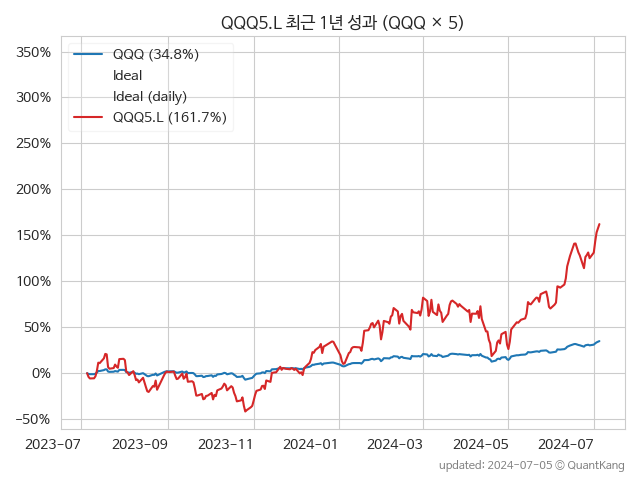 QQQ5.L 최근 1년 성과 (QQQ × 5)
350%
300%
250%
200%
150%
100%
50%
0%
−50%
QQQ (34.8%)
Ideal
Ideal (daily)
QQQ5.L (161.7%)
2023-07
2023-09
2023-11
2024-01
2024-03
2024-05
2024-07
updated: 2024-07-05 © QuantKang